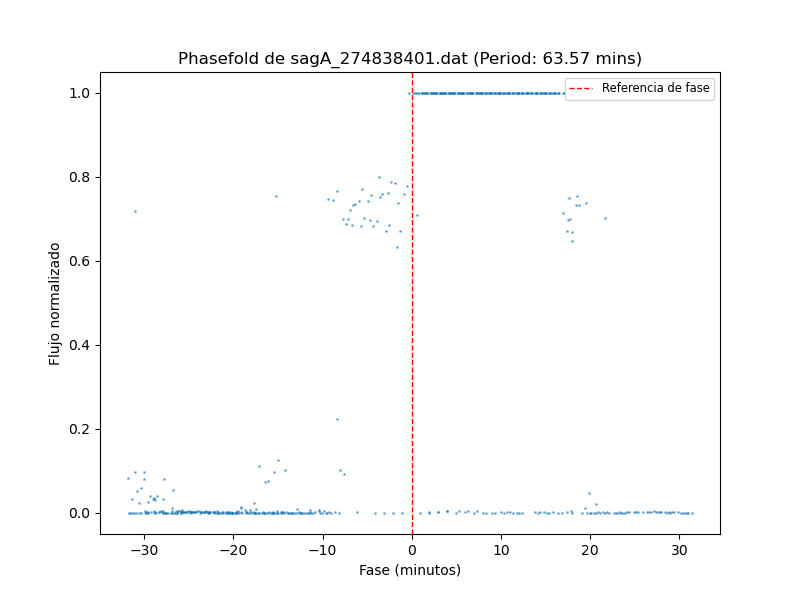 Phasefold de sagA_274838401.dat (Period: 63.57 mins)
Referencia de fase
Flujo normalizado
1.0
0.8
0.6
0.4
0.2
0.0
−30 −20 −10 0 10 20 30
Fase (minutos)